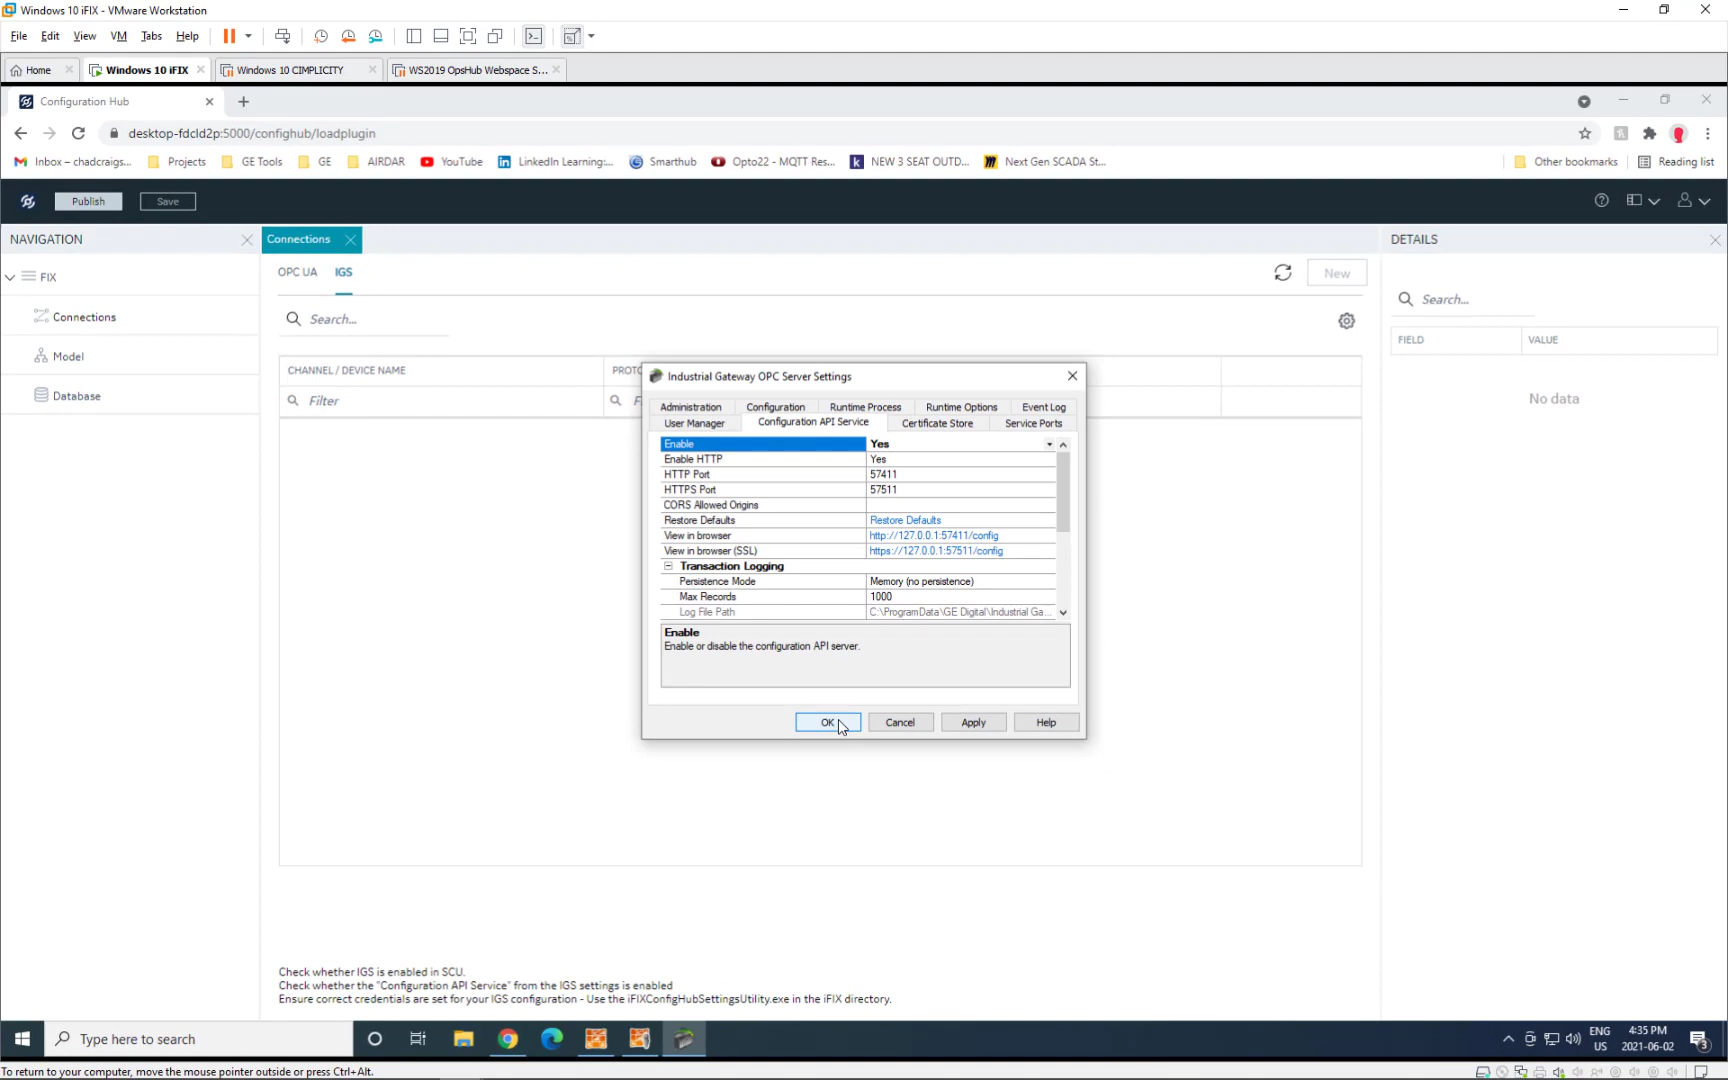 Windows 10 iFIX - VMware Workstation
File Edit View VM Tabs Help
Home Windows 10 iFIX Windows 10 CIMPLICITY WS2019 OpsHub Webspace S...
Configuration Hub
desktop-fdcld2p:5000/confighub/loadplugin
Inbox – chadcraigs... Projects GE Tools GE AIRDAR YouTube LinkedIn Learning:... Smarthub Opto22 - MQTT Res... NEW 3 SEAT OUTD... Next Gen SCADA St... Other bookmarks Reading list
Publish Save
NAVIGATION Connections DETAILS
FIX
Connections
Model
Database
OPC UA IGS New
Search...
Search...
FIELD VALUE
No data
CHANNEL / DEVICE NAME
Filter
Industrial Gateway OPC Server Settings
Administration Configuration Runtime Process Runtime Options Event Log
User Manager Configuration API Service Certificate Store Service Ports
Enable Yes
Enable HTTP Yes
HTTP Port 57411
HTTPS Port 57511
CORS Allowed Origins
Restore Defaults Restore Defaults
View in browser http://127.0.0.1:57411/config
View in browser (SSL) https://127.0.0.1:57511/config
Transaction Logging
Persistence Mode Memory (no persistence)
Max Records 1000
Log File Path C:\ProgramData\GE Digital\Industrial Ga...
Enable
Enable or disable the configuration API server.
OK Cancel Apply Help
Check whether IGS is enabled in SCU.
Check whether the "Configuration API Service" from the IGS settings is enabled
Ensure correct credentials are set for your IGS configuration - Use the iFIXConfigHubSettingsUtility.exe in the iFIX directory.
Type here to search
ENG
US
4:35 PM
2021-06-02
3
To return to your computer, move the mouse pointer outside or press Ctrl+Alt.